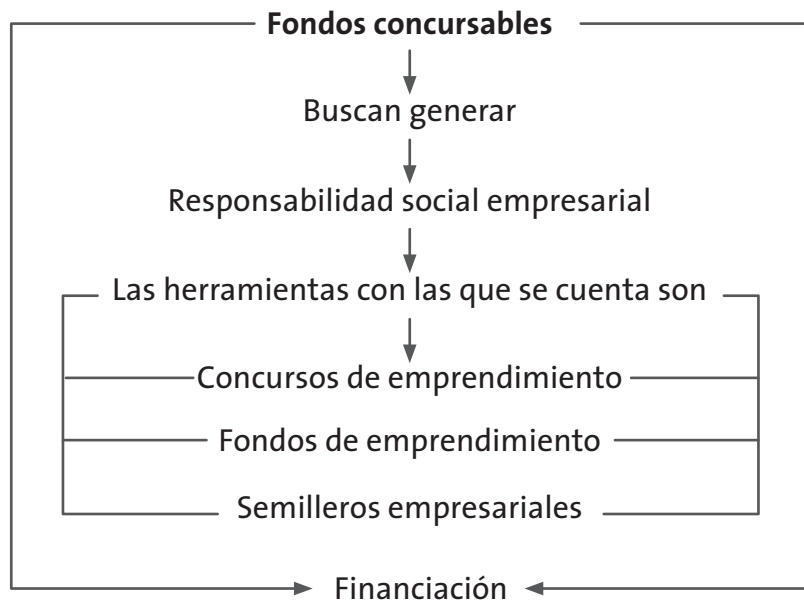 Fondos concursables
Buscan generar
Responsabilidad social empresarial
Las herramientas con las que se cuenta son
Concursos de emprendimiento
Fondos de emprendimiento
Semilleros empresariales
Financiación